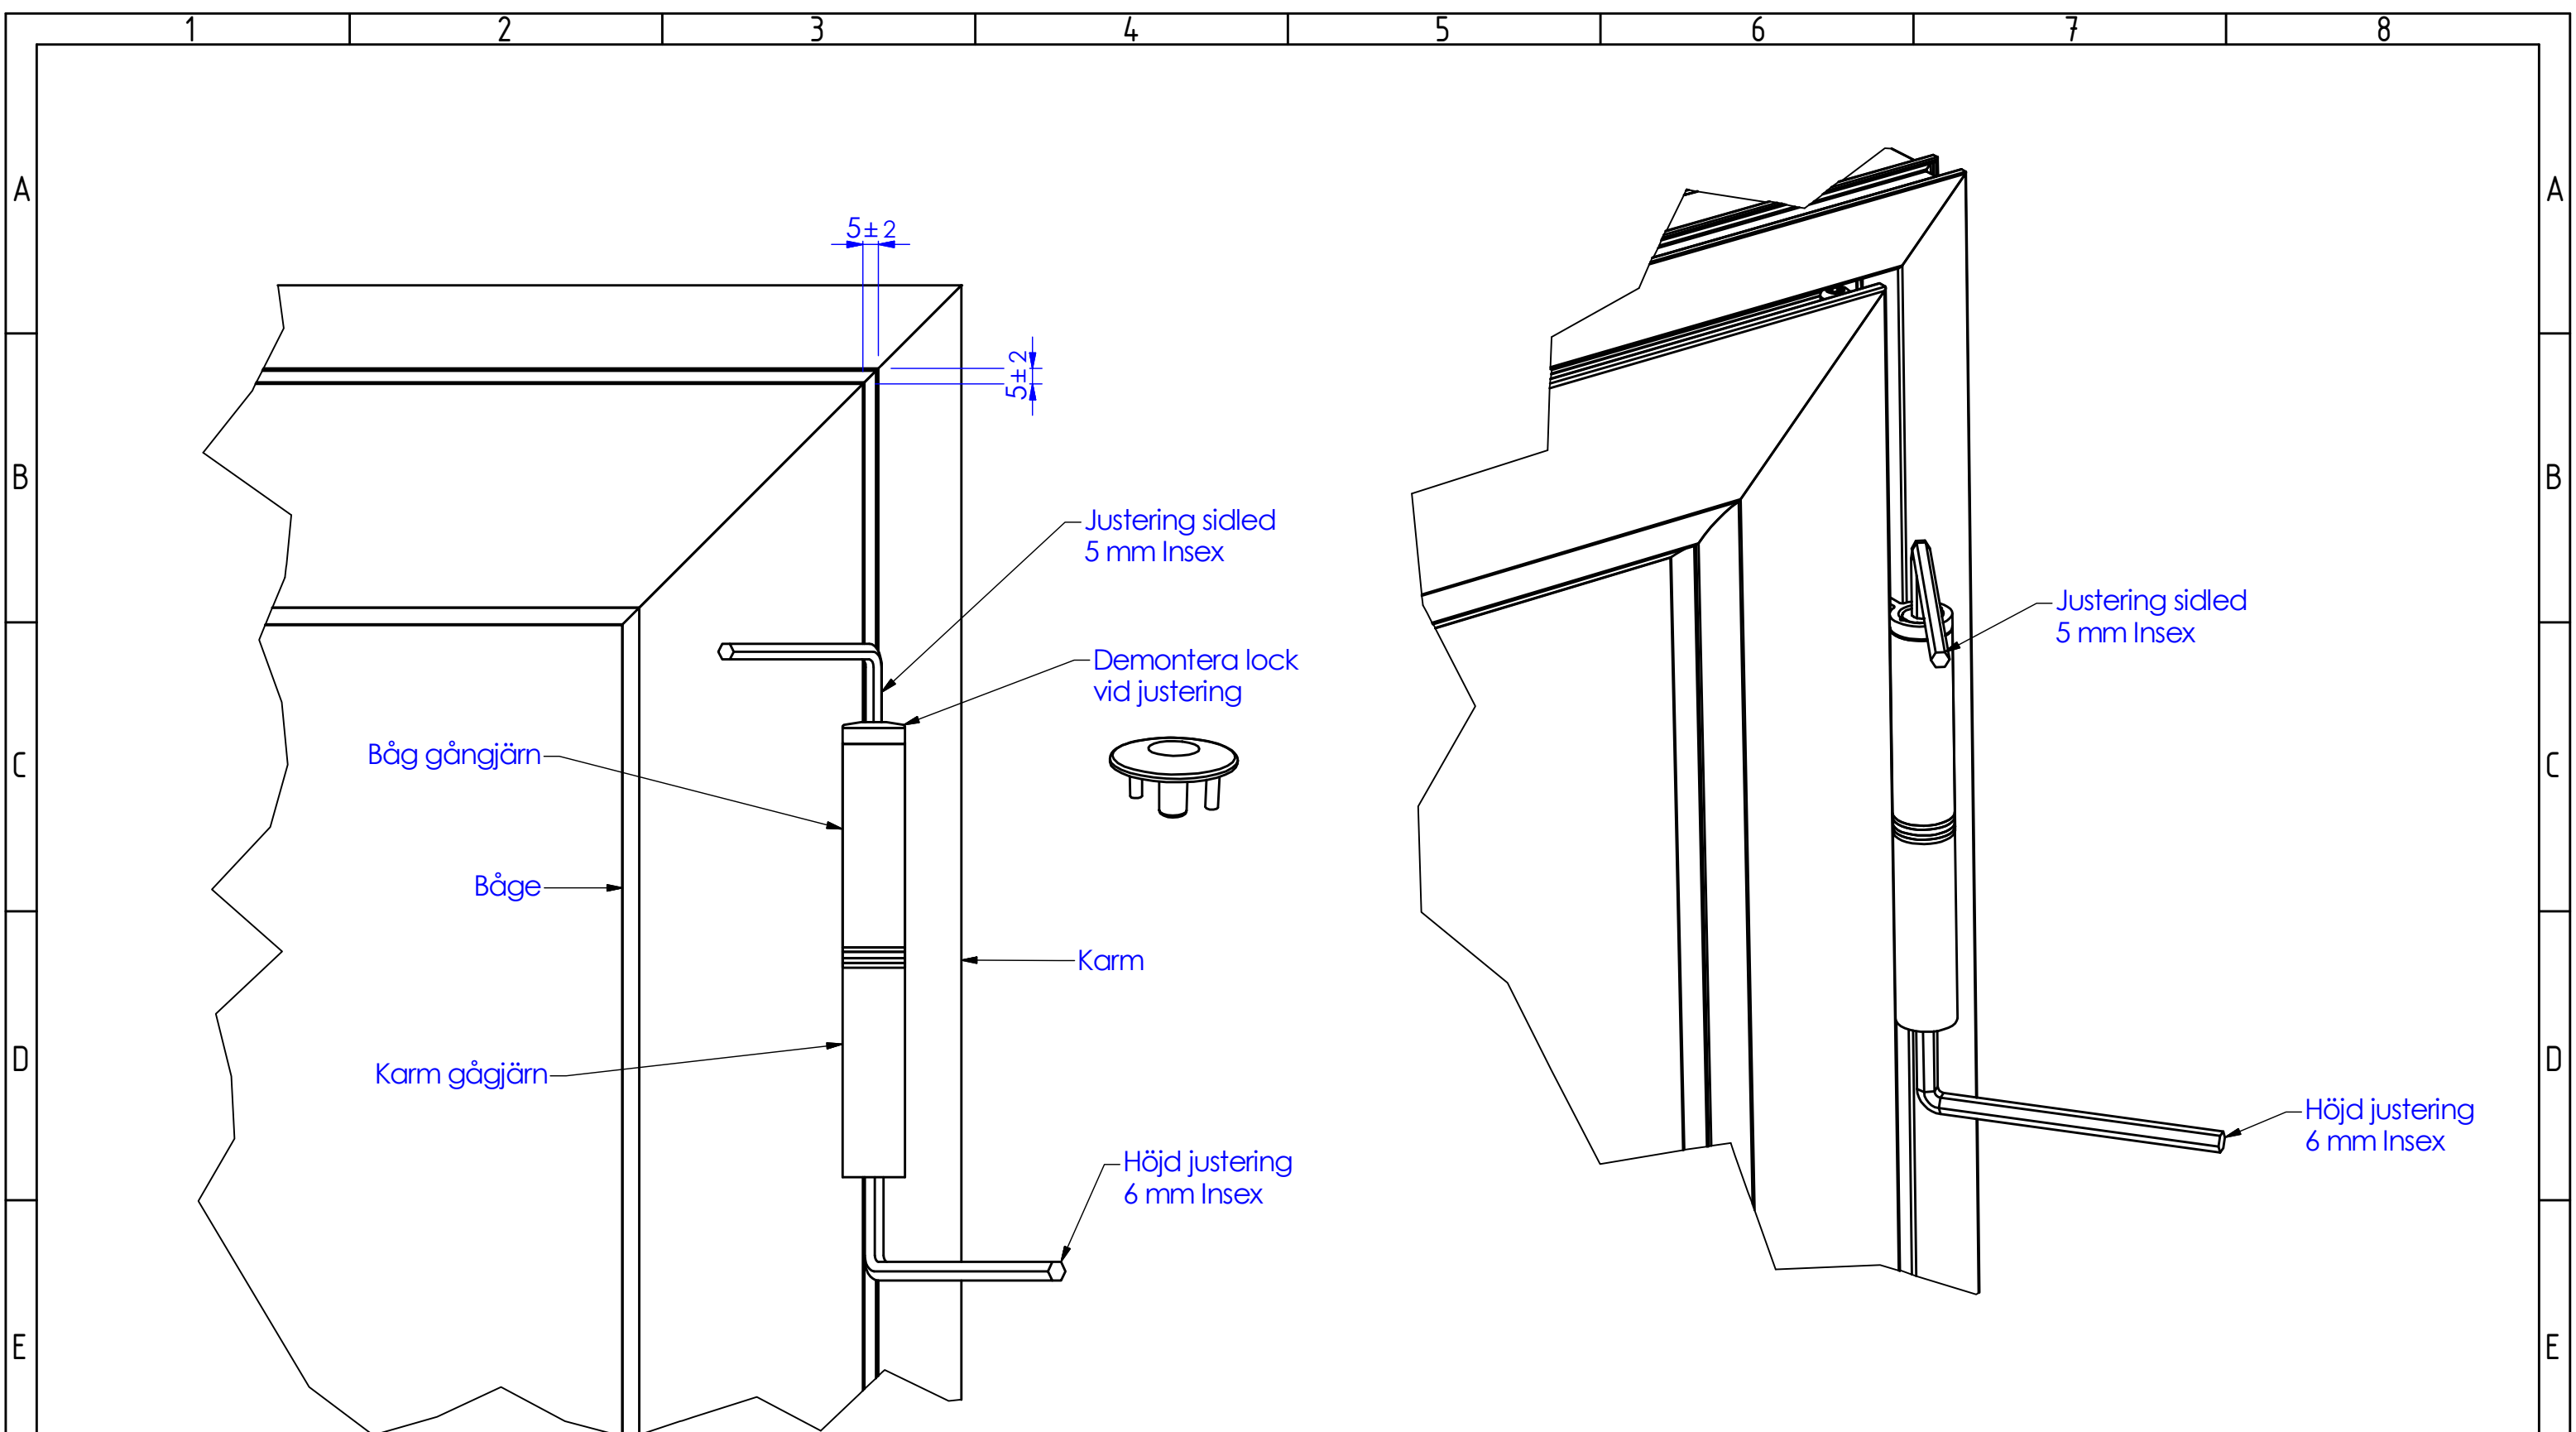 1 2 3 4 5 6 7 8
A A
5±2
5±2
B B
Justering sidled
5 mm Insex
Justering sidled
5 mm Insex
Demontera lock
vid justering
Båg gångjärn
C C
Båge
Karm
Karm gågjärn
D D
Höjd justering
6 mm Insex
Höjd justering
6 mm Insex
E E